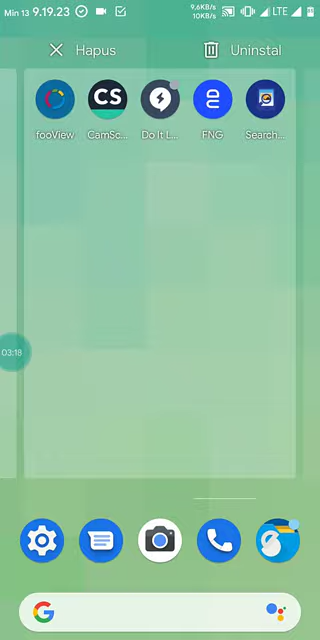 Min 13 9.19.23 9,6KB/s 10KB/s LTE
Hapus Uninstal
CS
fooView CamSc... Do It L... FNG Search...
03:18
G